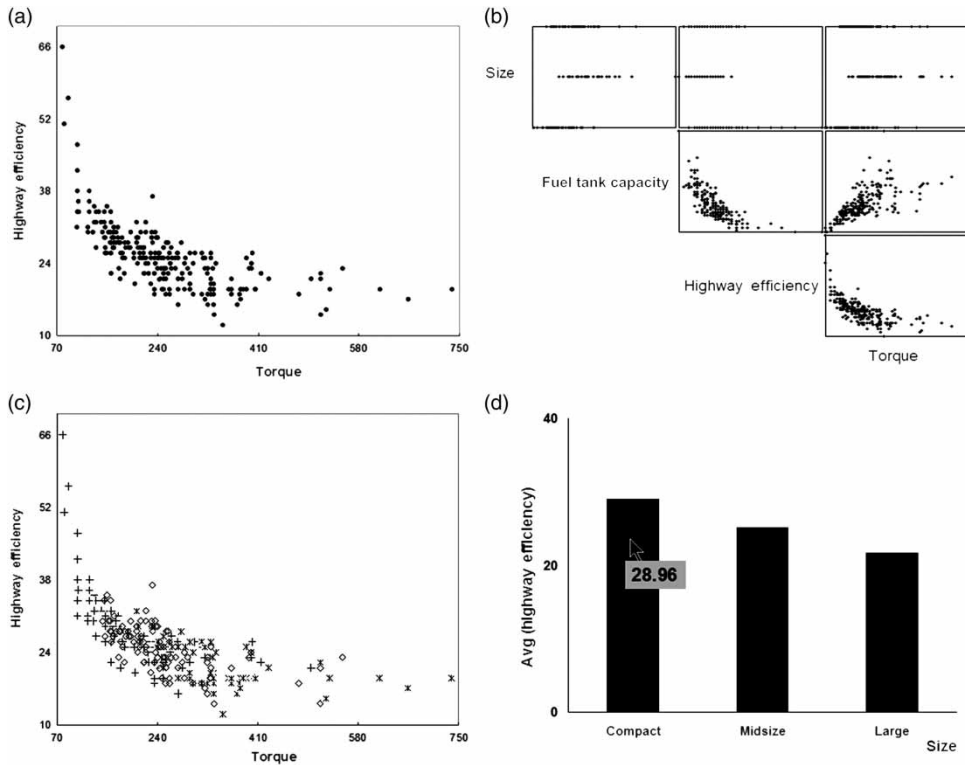 (a)
66
52
38
24
10
Highway efficiency
70 240 410 580 750
Torque
(b)
Size
Fuel tank capacity
Highway efficiency
Torque
(c)
66
52
38
24
10
Highway efficiency
70 240 410 580 750
Torque
(d)
40
20
0
Avg (highway efficiency)
28.96
Compact Midsize Large
Size